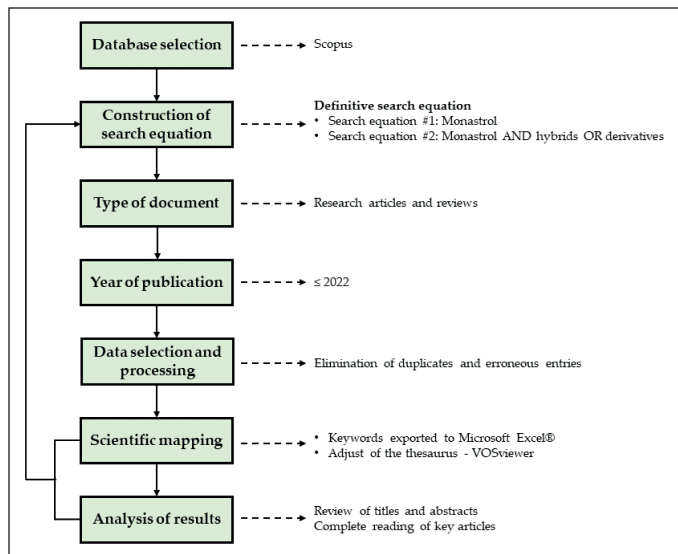 Database selection
Scopus
Construction of
search equation
Definitive search equation
• Search equation #1: Monastrol
• Search equation #2: Monastrol AND hybrids OR derivatives
Type of document
Research articles and reviews
Year of publication
≤ 2022
Data selection and
processing
Elimination of duplicates and erroneous entries
Scientific mapping
• Keywords exported to Microsoft Excel®
• Adjust of the thesaurus - VOSviewer
Analysis of results
Review of titles and abstracts
Complete reading of key articles